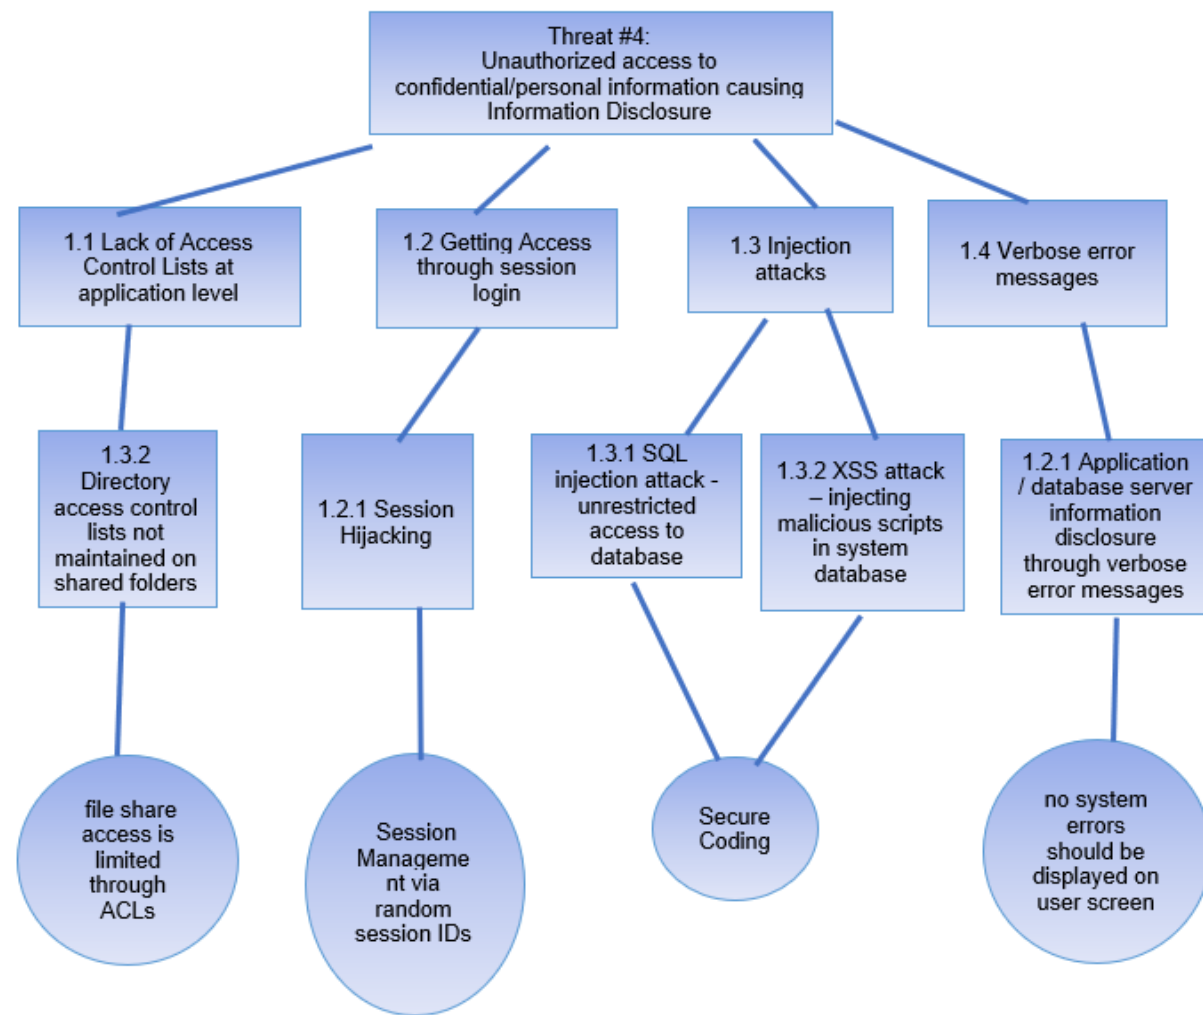 Threat #4:
Unauthorized access to
confidential/personal information causing
Information Disclosure
1.1 Lack of Access
Control Lists at
application level
1.2 Getting Access
through session
login
1.3 Injection
attacks
1.4 Verbose error
messages
1.3.2
Directory
access control
lists not
maintained on
shared folders
1.2.1 Session
Hijacking
1.3.1 SQL
injection attack -
unrestricted
access to
database
1.3.2 XSS attack
– injecting
malicious scripts
in system
database
1.2.1 Application
/ database server
information
disclosure
through verbose
error messages
file share
access is
limited
through
ACLs
Session
Manageme
nt via
random
session IDs
Secure
Coding
no system
errors
should be
displayed on
user screen